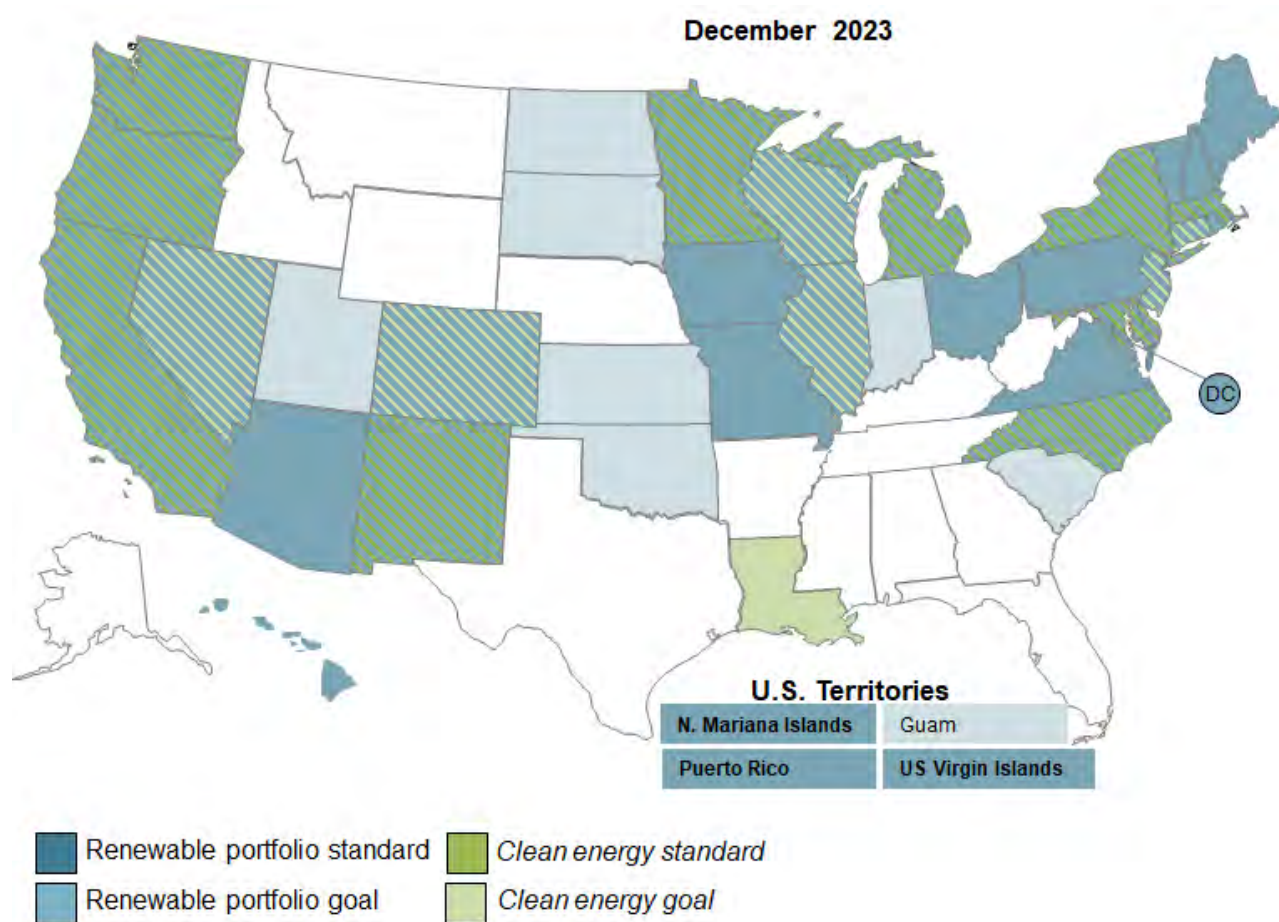 December 2023
DC
U.S. Territories
N. Mariana Islands
Guam
Puerto Rico
US Virgin Islands
Renewable portfolio standard
Clean energy standard
Renewable portfolio goal
Clean energy goal